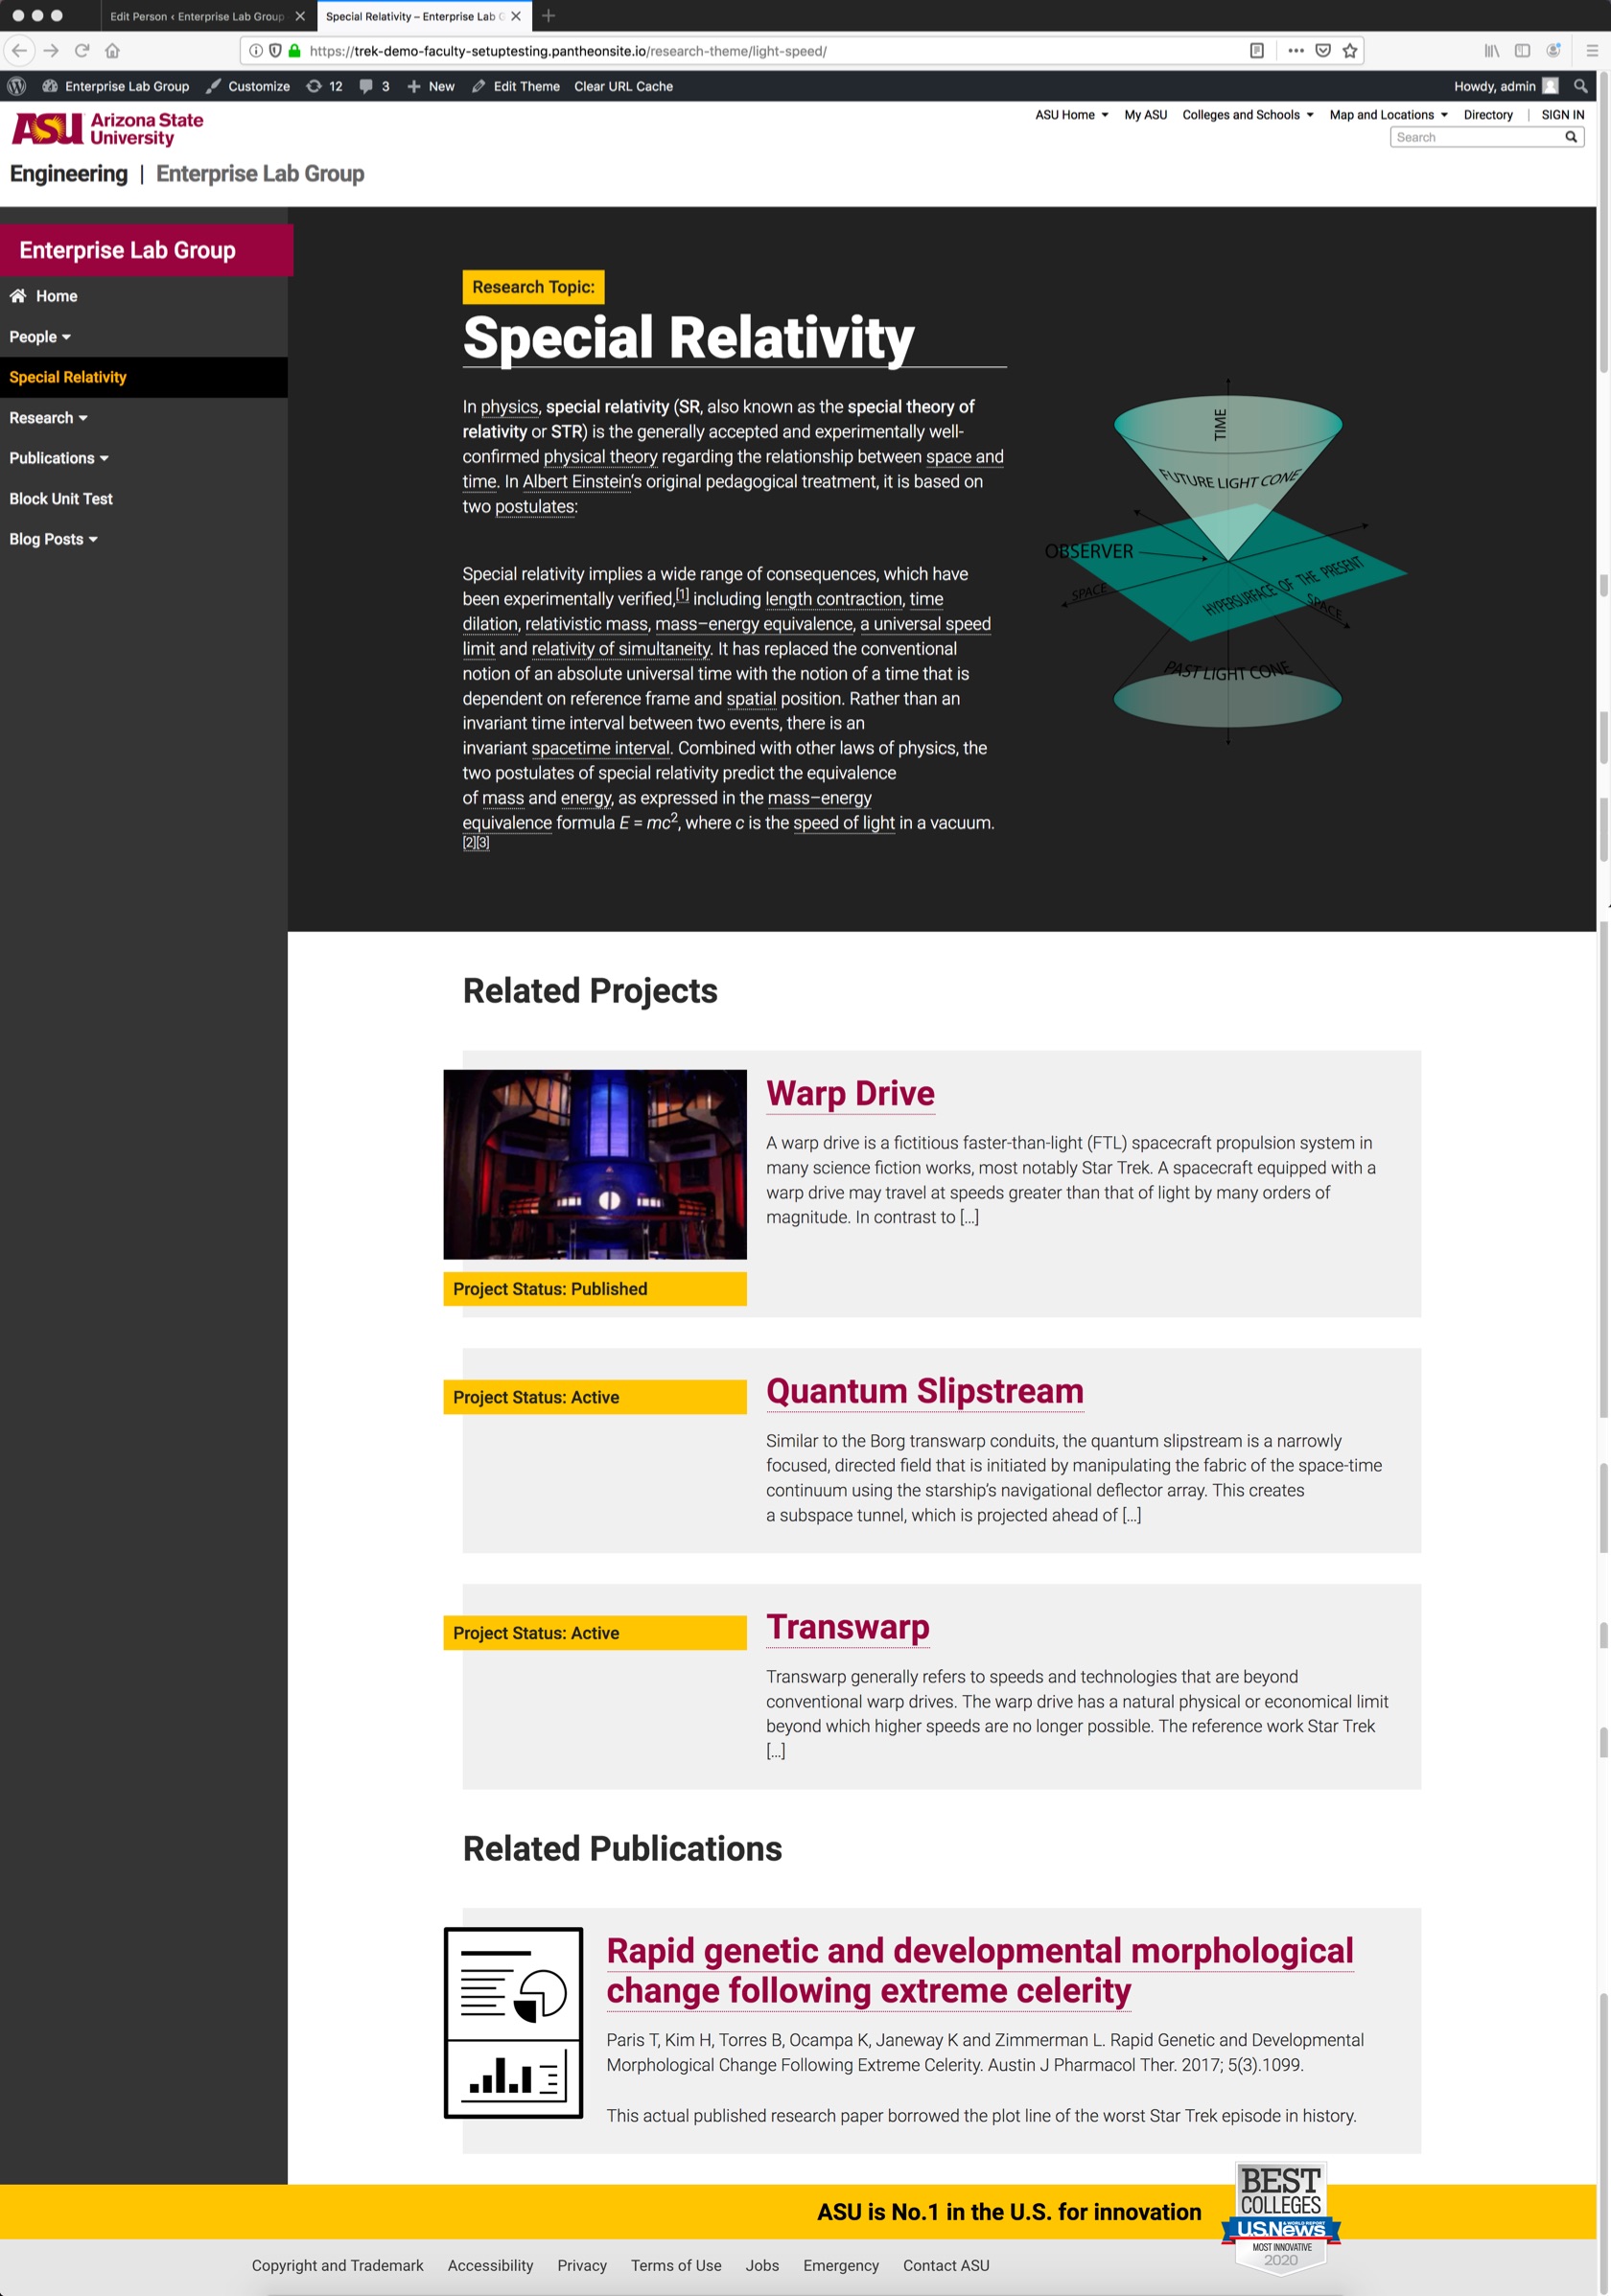 Edit Person ‹ Enterprise Lab Group
Special Relativity – Enterprise Lab G
https://trek-demo-faculty-setuptesting.pantheonsite.io/research-theme/light-speed/
Enterprise Lab Group Customize 12 3 New Edit Theme Clear URL Cache Howdy, admin
ASU Arizona State University
ASU Home My ASU Colleges and Schools Map and Locations Directory | SIGN IN
Search
Engineering | Enterprise Lab Group
Enterprise Lab Group
Home
People
Special Relativity
Research
Publications
Block Unit Test
Blog Posts
Research Topic:
Special Relativity
In physics, special relativity (SR, also known as the special theory of
relativity or STR) is the generally accepted and experimentally well-
confirmed physical theory regarding the relationship between space and
time. In Albert Einstein's original pedagogical treatment, it is based on
two postulates:
Special relativity implies a wide range of consequences, which have
been experimentally verified,[1] including length contraction, time
dilation, relativistic mass, mass–energy equivalence, a universal speed
limit and relativity of simultaneity. It has replaced the conventional
notion of an absolute universal time with the notion of a time that is
dependent on reference frame and spatial position. Rather than an
invariant time interval between two events, there is an
invariant spacetime interval. Combined with other laws of physics, the
two postulates of special relativity predict the equivalence
of mass and energy, as expressed in the mass–energy
equivalence formula E = mc², where c is the speed of light in a vacuum.
[2][3]
TIME
FUTURE LIGHT CONE
OBSERVER
SPACE
HYPERSURFACE OF THE PRESENT
SPACE
PAST LIGHT CONE
Related Projects
Warp Drive
A warp drive is a fictitious faster-than-light (FTL) spacecraft propulsion system in
many science fiction works, most notably Star Trek. A spacecraft equipped with a
warp drive may travel at speeds greater than that of light by many orders of
magnitude. In contrast to [...]
Project Status: Published
Project Status: Active
Quantum Slipstream
Similar to the Borg transwarp conduits, the quantum slipstream is a narrowly
focused, directed field that is initiated by manipulating the fabric of the space-time
continuum using the starship's navigational deflector array. This creates
a subspace tunnel, which is projected ahead of [...]
Project Status: Active
Transwarp
Transwarp generally refers to speeds and technologies that are beyond
conventional warp drives. The warp drive has a natural physical or economical limit
beyond which higher speeds are no longer possible. The reference work Star Trek
[...]
Related Publications
Rapid genetic and developmental morphological
change following extreme celerity
Paris T, Kim H, Torres B, Ocampa K, Janeway K and Zimmerman L. Rapid Genetic and Developmental
Morphological Change Following Extreme Celerity. Austin J Pharmacol Ther. 2017; 5(3).1099.
This actual published research paper borrowed the plot line of the worst Star Trek episode in history.
ASU is No.1 in the U.S. for innovation
BEST
COLLEGES
U.S.News
& WORLD REPORT
MOST INNOVATIVE
2020
Copyright and Trademark Accessibility Privacy Terms of Use Jobs Emergency Contact ASU